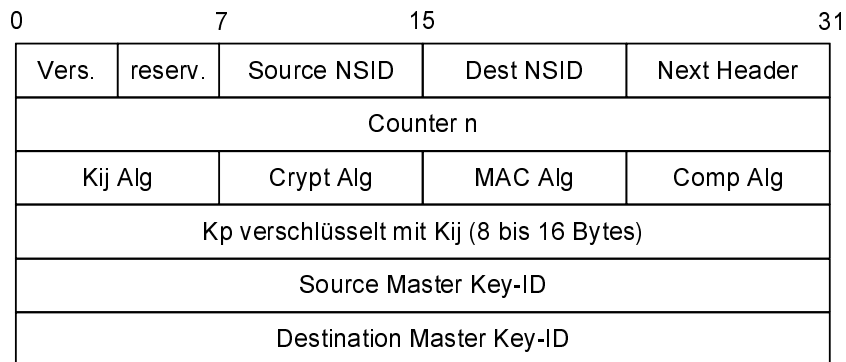 0 7 15 31
Vers. reserv. Source NSID Dest NSID Next Header
Counter n
Kij Alg Crypt Alg MAC Alg Comp Alg
Kp verschlüsselt mit Kij (8 bis 16 Bytes)
Source Master Key-ID
Destination Master Key-ID